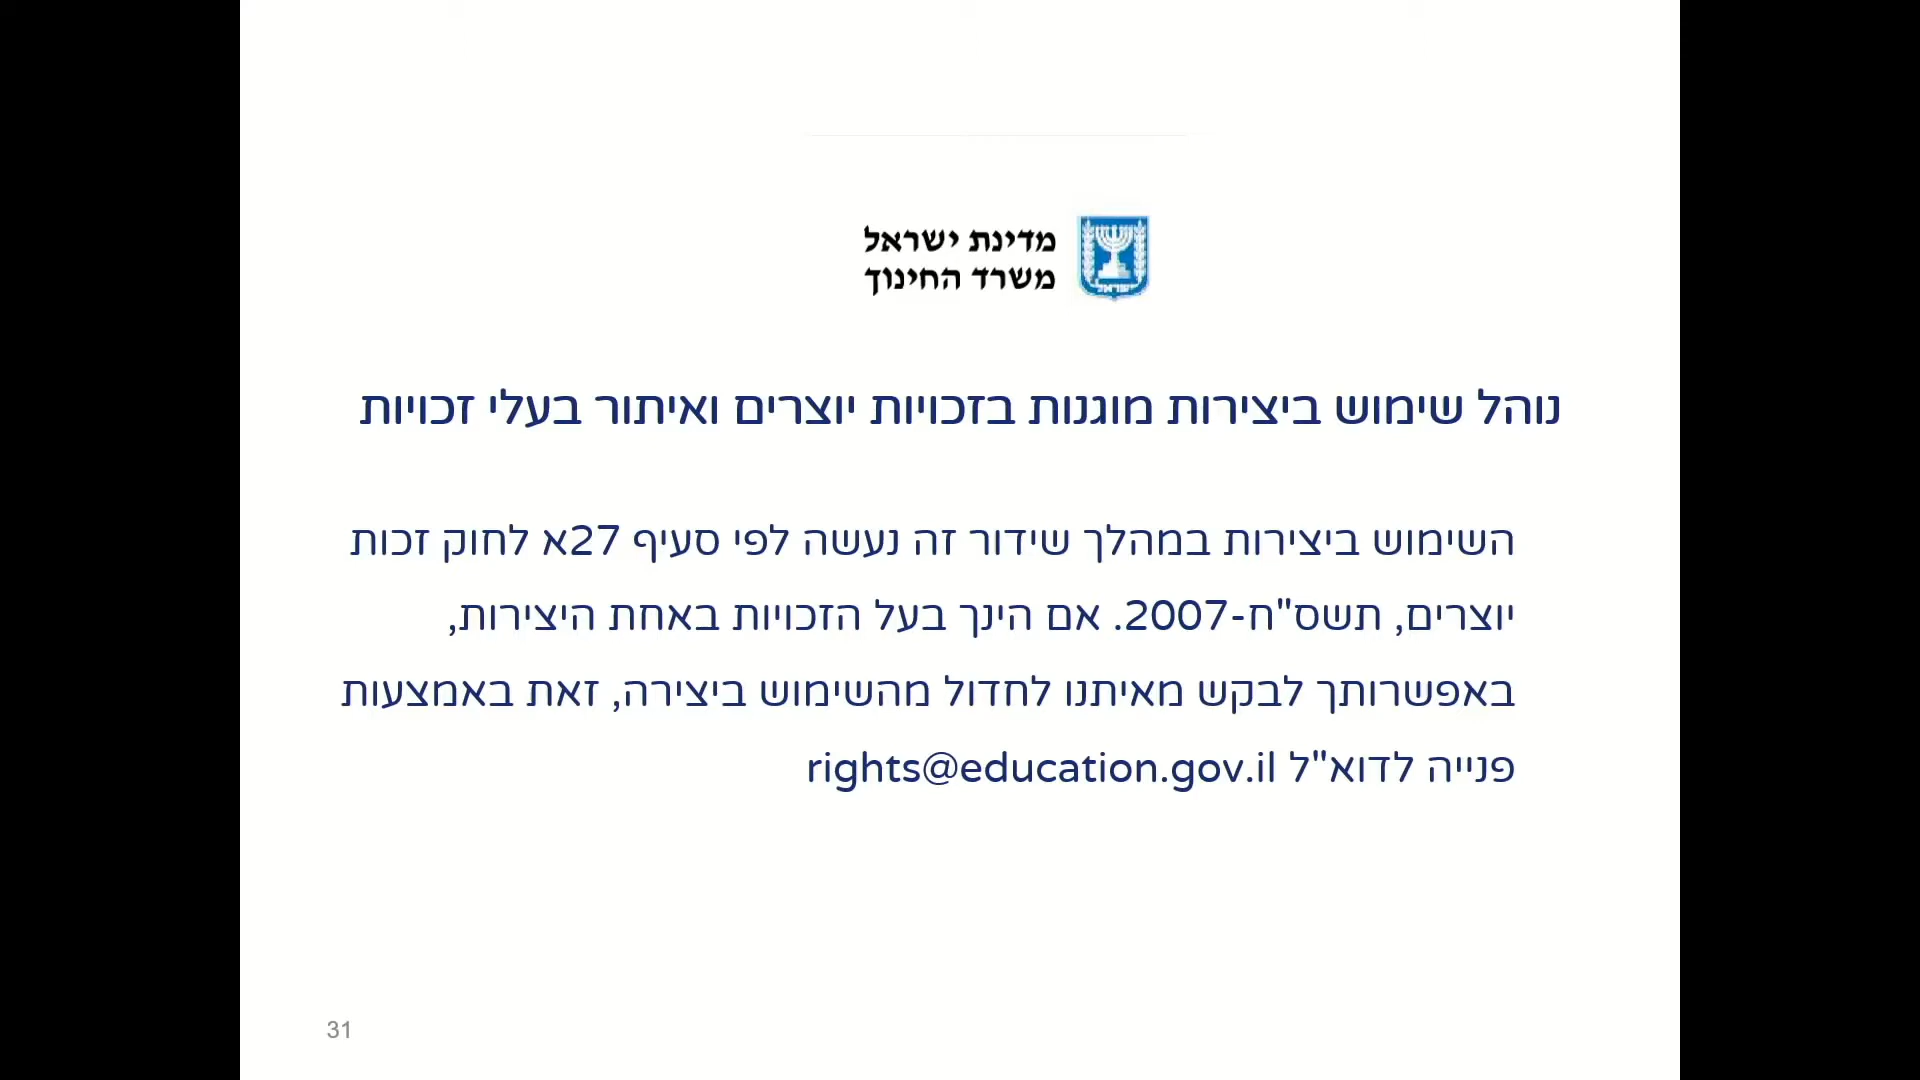 מדינת ישראל
משרד החינוך
נוהל שימוש ביצירות מוגנות בזכויות יוצרים ואיתור בעלי זכויות
השימוש ביצירות במהלך שידור זה נעשה לפי סעיף 27א לחוק זכות
יוצרים, תשס"ח-2007. אם הינך בעל הזכויות באחת היצירות,
באפשרותך לבקש מאיתנו לחדול מהשימוש ביצירה, זאת באמצעות
פנייה לדוא"ל rights@education.gov.il
31